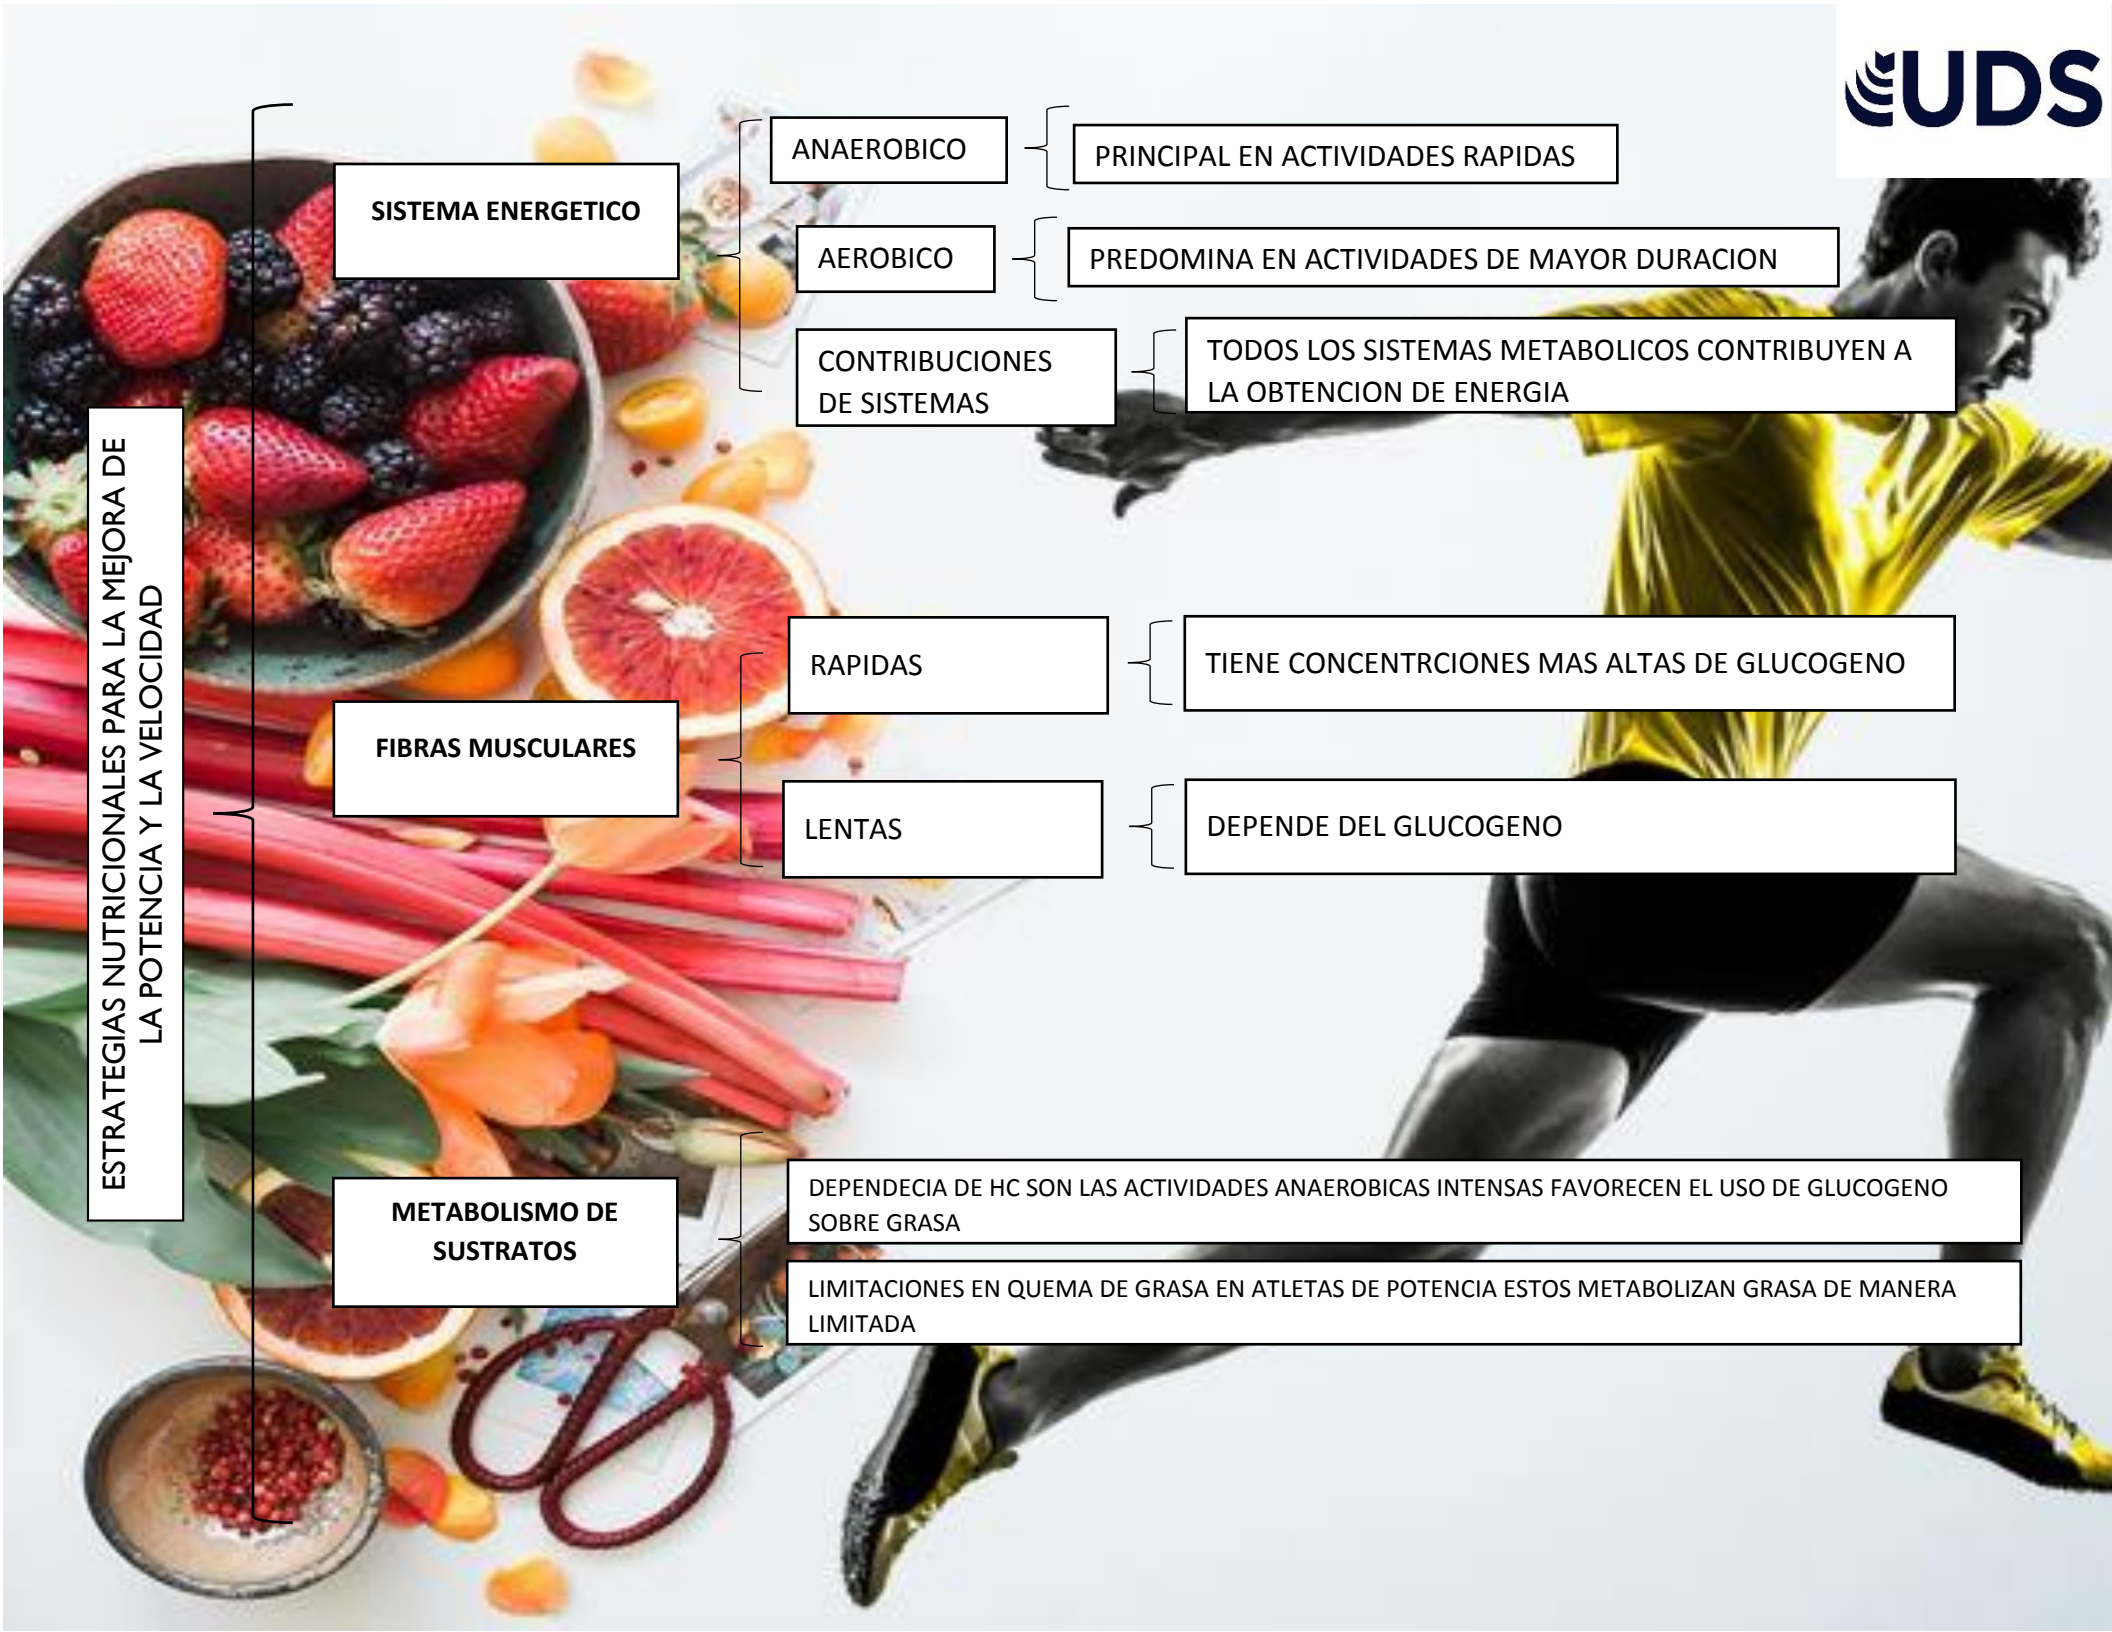 UDS
ESTRATEGIAS NUTRICIONALES PARA LA MEJORA DE
LA POTENCIA Y LA VELOCIDAD
SISTEMA ENERGETICO
ANAEROBICO
PRINCIPAL EN ACTIVIDADES RAPIDAS
AEROBICO
PREDOMINA EN ACTIVIDADES DE MAYOR DURACION
CONTRIBUCIONES
DE SISTEMAS
TODOS LOS SISTEMAS METABOLICOS CONTRIBUYEN A
LA OBTENCION DE ENERGIA
FIBRAS MUSCULARES
RAPIDAS
TIENE CONCENTRCIONES MAS ALTAS DE GLUCOGENO
LENTAS
DEPENDE DEL GLUCOGENO
METABOLISMO DE
SUSTRATOS
DEPENDECIA DE HC SON LAS ACTIVIDADES ANAEROBICAS INTENSAS FAVORECEN EL USO DE GLUCOGENO
SOBRE GRASA
LIMITACIONES EN QUEMA DE GRASA EN ATLETAS DE POTENCIA ESTOS METABOLIZAN GRASA DE MANERA
LIMITADA